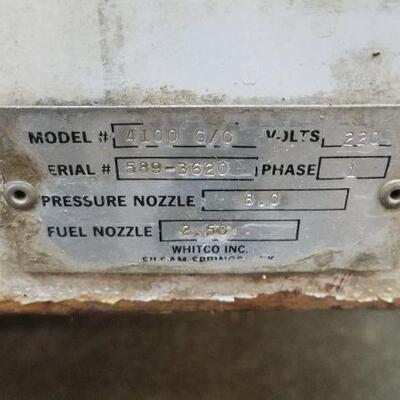 MODEL # 4100 G/C VOLTS 220
ERIAL # 589-3620 PHASE 1
PRESSURE NOZZLE 8.0
FUEL NOZZLE 2.50
WHITCO INC.